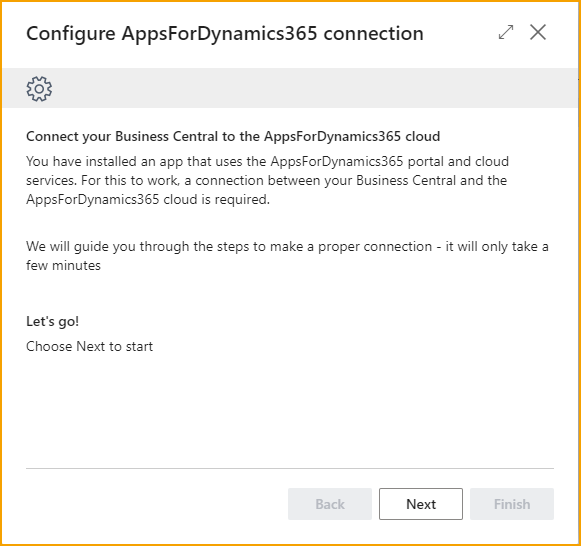 Configure AppsForDynamics365 connection
Connect your Business Central to the AppsForDynamics365 cloud
You have installed an app that uses the AppsForDynamics365 portal and cloud
services. For this to work, a connection between your Business Central and the
AppsForDynamics365 cloud is required.
We will guide you through the steps to make a proper connection - it will only take a
few minutes
Let's go!
Choose Next to start
Back
Next
Finish